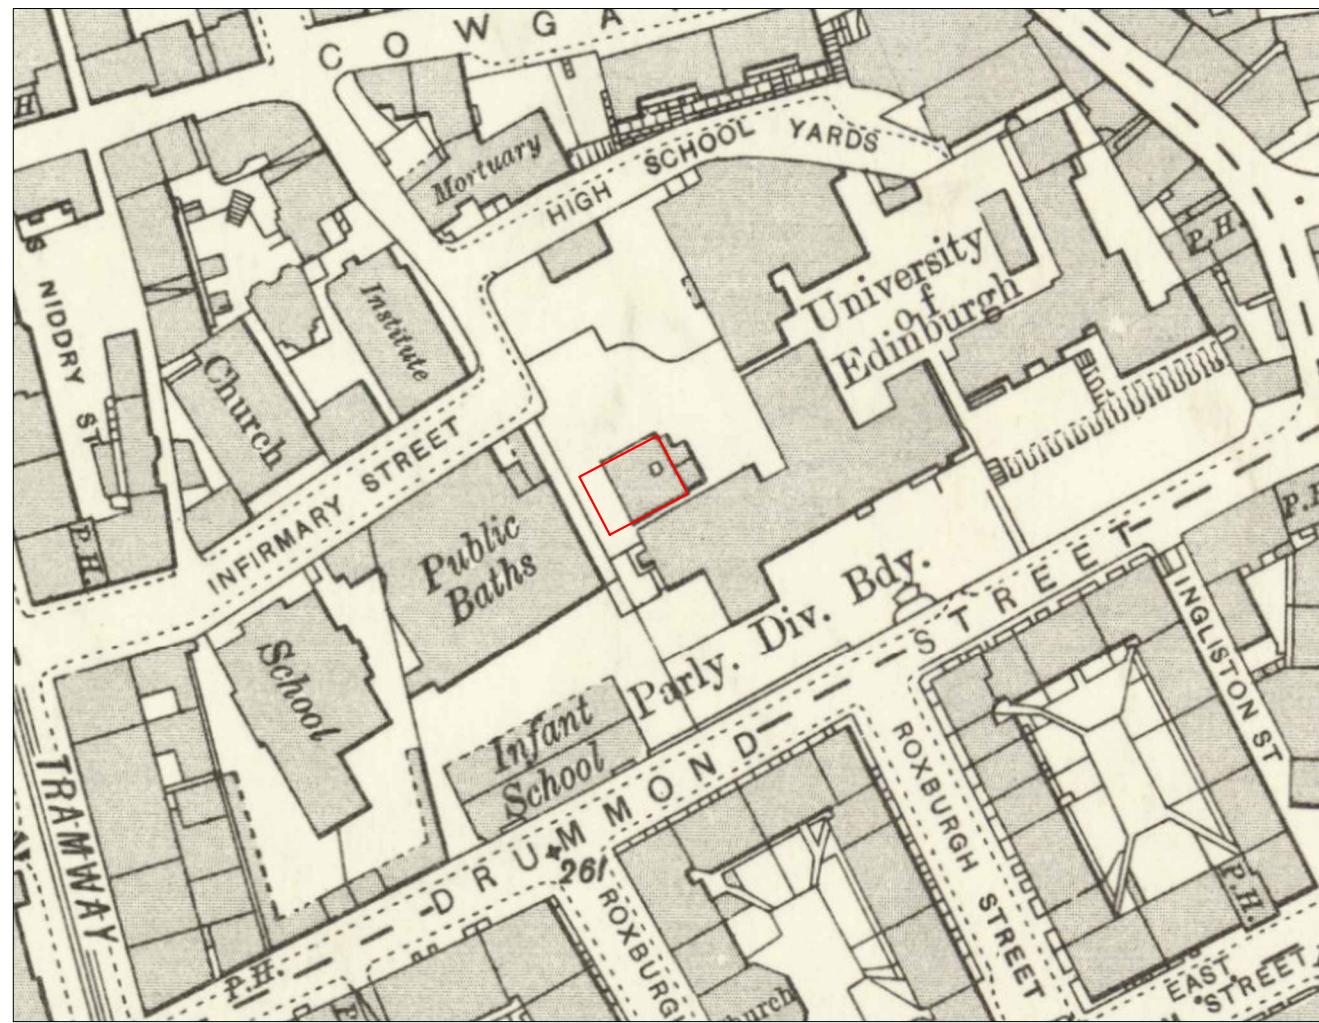 COWGA
H
Mortuary
HIGH SCHOOL YARDS
S NIDDRY ST
Institute
University
of
Edinburgh
P.H.
Church
INFIRMARY STREET
P.H.
Public
Baths
P.H
Parly. Div. Bdy.
School
Infant
School
DRUMMOND STREET
INGLISTON ST
TRAMWAY
261
ROXBURGH STREET
ROXBURGH
P.H.
P.H.
P
hurch
EAST
STREET